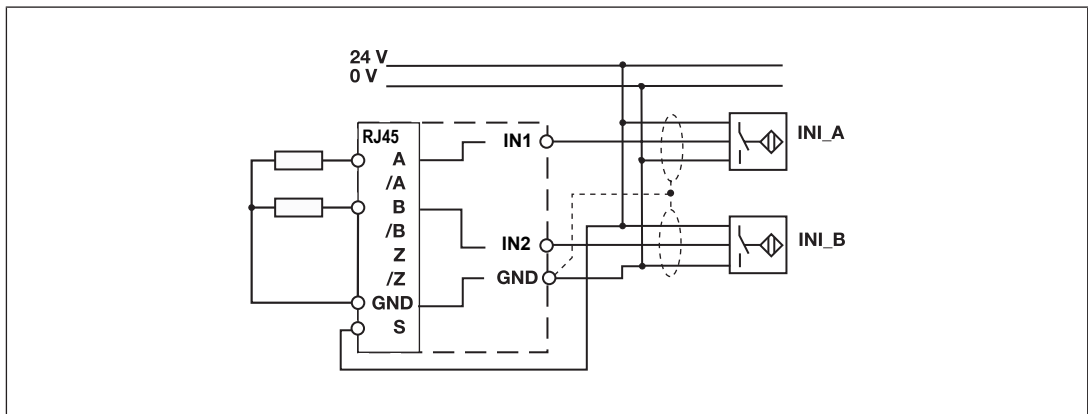 24 V
0 V
RJ45
A
/A
B
/B
Z
/Z
GND
S
IN1
IN2
GND
INI_A
INI_B